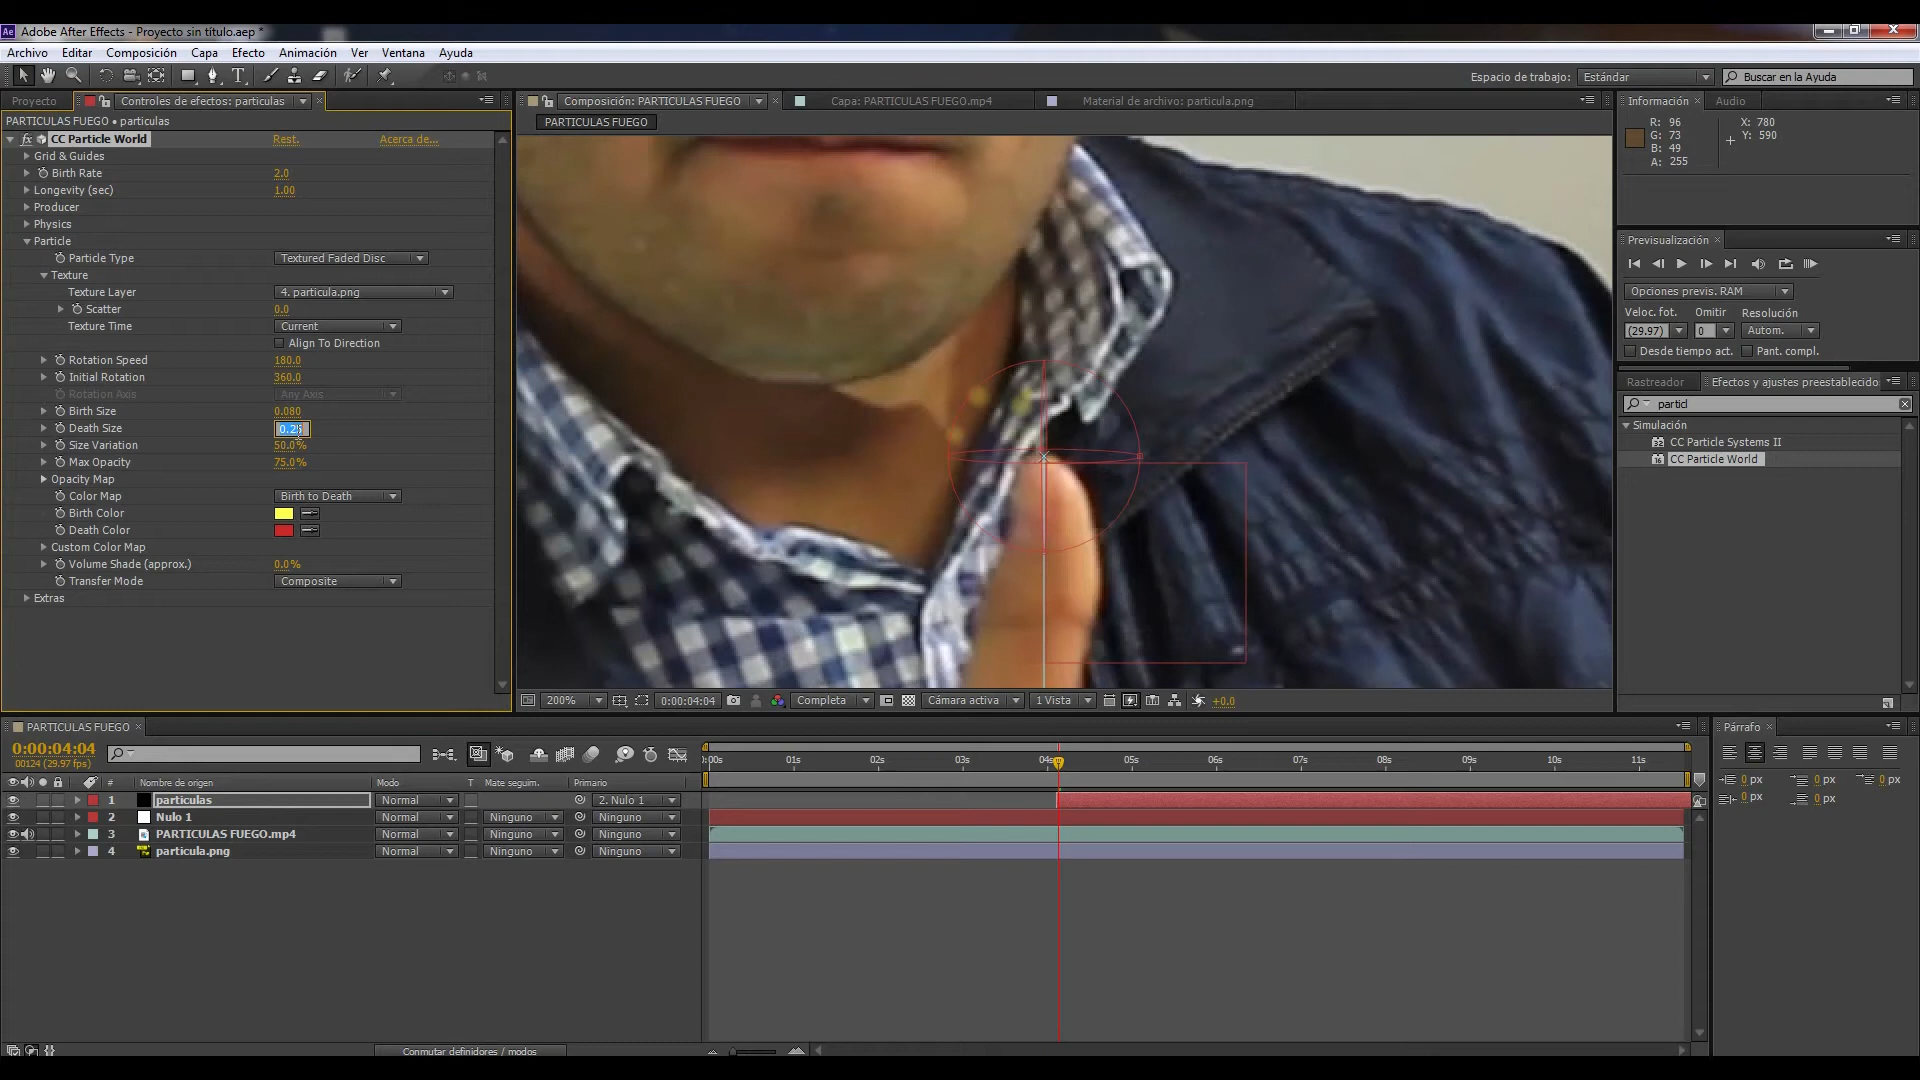 Ae Adobe After Effects - Proyecto sin título.aep *
Archivo Editar Composición Capa Efecto Animación Ver Ventana Ayuda
Espacio de trabajo: Estándar Buscar en la Ayuda
Proyecto Controles de efectos: particulas
PARTICULAS FUEGO • particulas
fx CC Particle World Rest. Acerca de...
Grid & Guides
Birth Rate 2.0
Longevity (sec) 1.00
Producer
Physics
Particle
Particle Type Textured Faded Disc
Texture
Texture Layer 4. particula.png
Scatter 0.0
Texture Time Current
Align To Direction
Rotation Speed 180.0
Initial Rotation 360.0
Rotation Axis Any Axis
Birth Size 0.080
Death Size 0.25
Size Variation 50.0%
Max Opacity 75.0%
Opacity Map
Color Map Birth to Death
Birth Color
Death Color
Custom Color Map
Volume Shade (approx.) 0.0%
Transfer Mode Composite
Extras
Composición: PARTICULAS FUEGO Capa: PARTICULAS FUEGO.mp4 Material de archivo: particula.png
PARTICULAS FUEGO
200% 0:00:04:04 Completa Cámara activa 1 Vista +0.0
Información Audio
R: 96 X: 780
G: 73 Y: 590
B: 49
A: 255
Previsualización
Opciones previs. RAM
Veloc. fot. Omitir Resolución
(29.97) 0 Autom.
Desde tiempo act. Pant. compl.
Rastreador Efectos y ajustes preestablecido
particl
Simulación
CC Particle Systems II
CC Particle World
PARTICULAS FUEGO
0:00:04:04
00124 (29.97 fps)
:00s 01s 02s 03s 04s 05s 06s 07s 08s 09s 10s 11s
# Nombre de origen Modo T Mate seguim. Primario
1 particulas Normal 2. Nulo 1
2 Nulo 1 Normal Ninguno Ninguno
3 PARTICULAS FUEGO.mp4 Normal Ninguno Ninguno
4 particula.png Normal Ninguno Ninguno
Conmutar definidores / modos
Párrafo
0 px 0 px 0 px
0 px 0 px